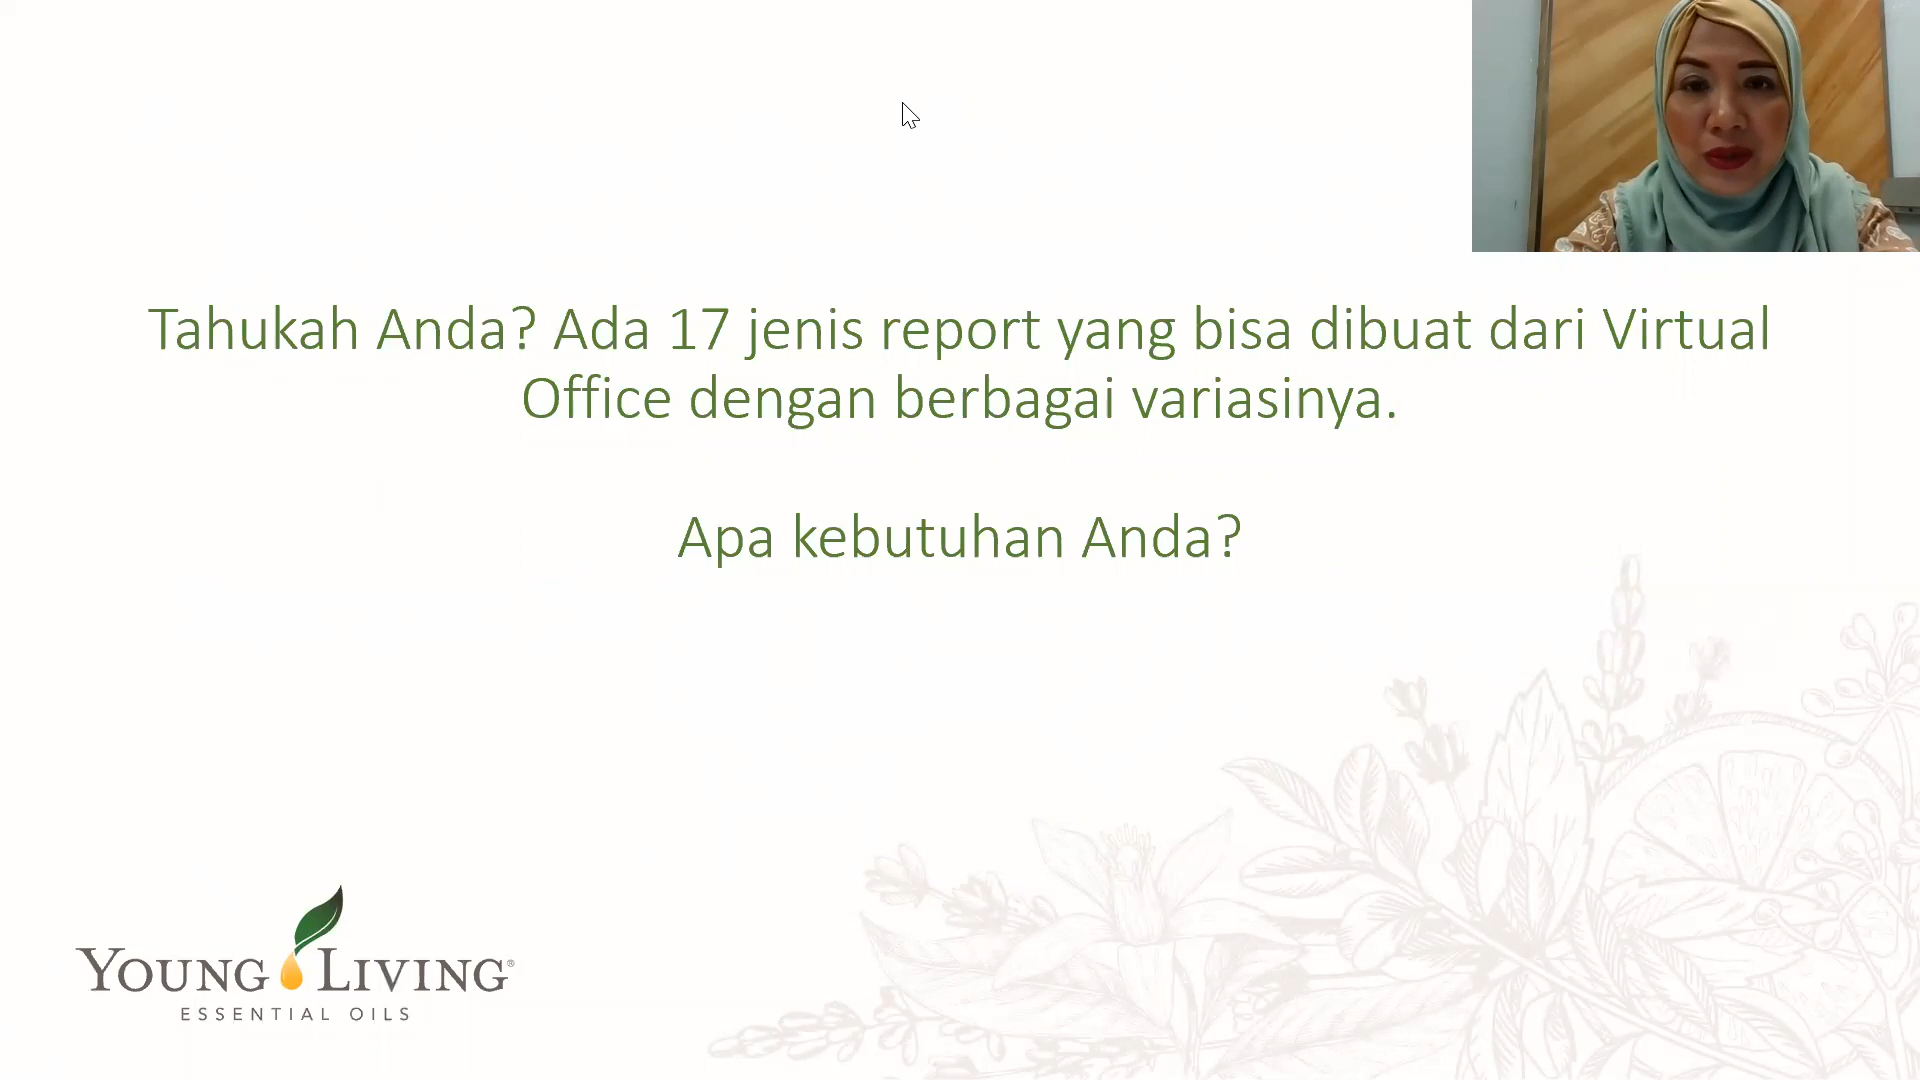 Tahukah Anda? Ada 17 jenis report yang bisa dibuat dari Virtual
Office dengan berbagai variasinya.
Apa kebutuhan Anda?
YOUNG LIVING®
ESSENTIAL OILS